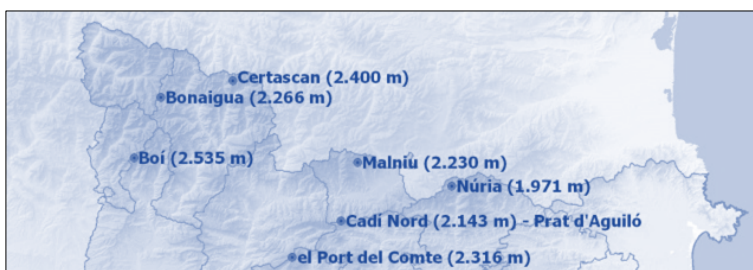 Certascan (2.400 m)
Bonaigua (2.266 m)
Boí (2.535 m)
Malniu (2.230 m)
Núria (1.971 m)
Cadí Nord (2.143 m) - Prat d'Aguiló
el Port del Comte (2.316 m)